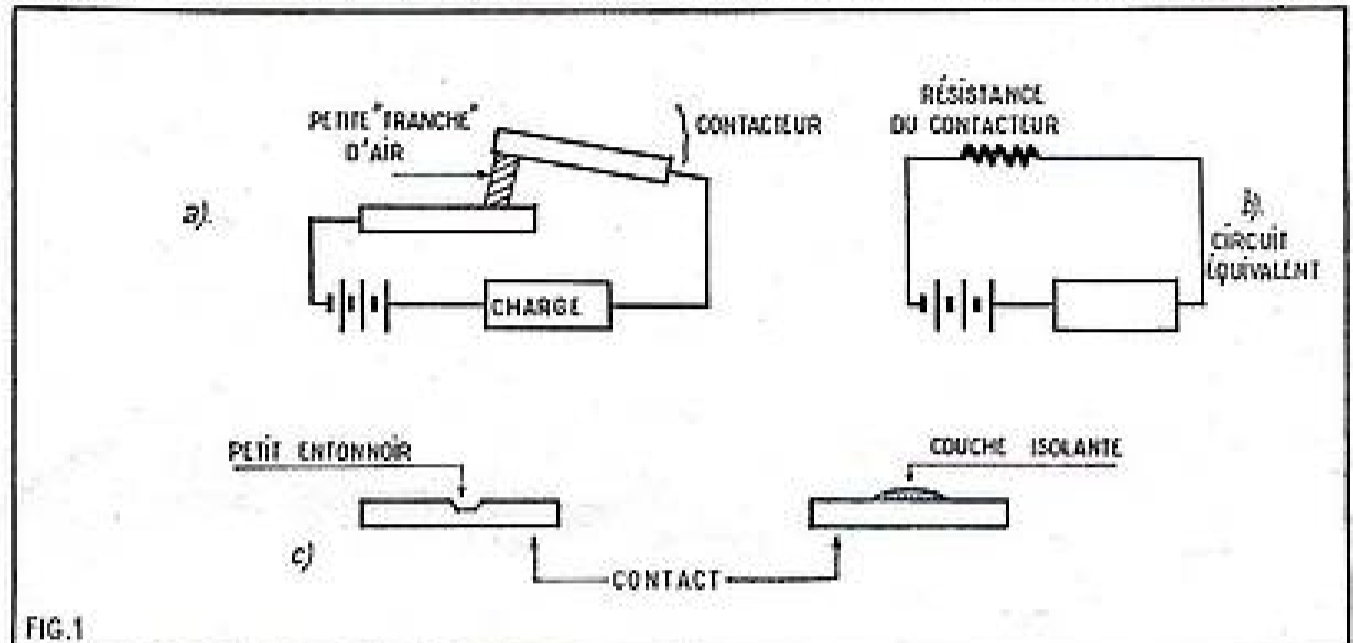 PETITE "TRANCHE"
D'AIR
CONTACTEUR
a).
CHARGE
RÉSISTANCE
DU CONTACTEUR
b).
CIRCUIT
ÉQUIVALENT
PETIT ENTONNOIR
COUCHE ISOLANTE
c)
CONTACT
FIG.1